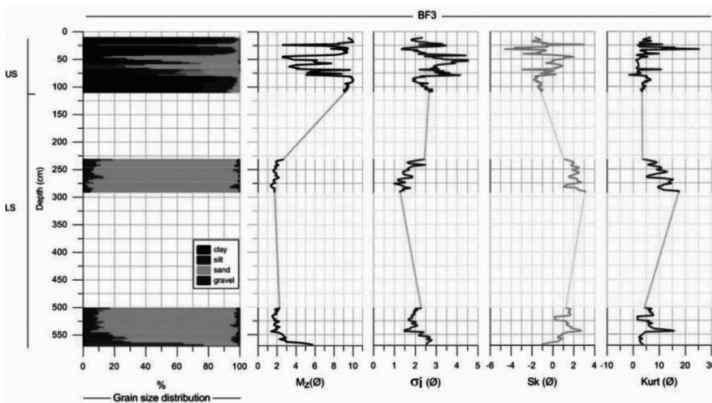 BF3
US
LS
Depth (cm)
0
50
100
150
200
250
300
350
400
450
500
550
clay
silt
sand
gravel
0 20 40 60 80 100
0 2 4 6 8 10
0 1 2 3 4 5
-6 -4 -2 0 2 4
-10 0 10 20 30
%
Grain size distribution
Mz(Ø)
σi (Ø)
Sk (Ø)
Kurt (Ø)